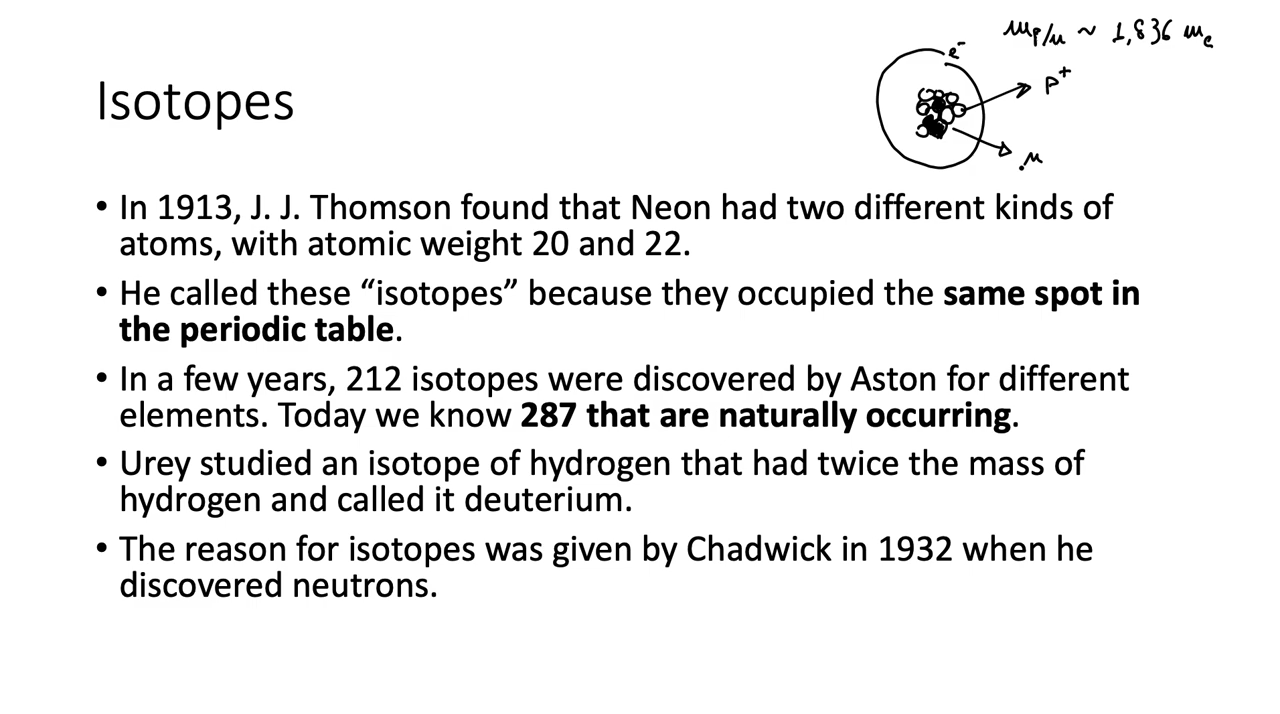 m p/n ~ 1,836 me
e-
p+
n
Isotopes
• In 1913, J. J. Thomson found that Neon had two different kinds of
atoms, with atomic weight 20 and 22.
• He called these “isotopes” because they occupied the same spot in
the periodic table.
• In a few years, 212 isotopes were discovered by Aston for different
elements. Today we know 287 that are naturally occurring.
• Urey studied an isotope of hydrogen that had twice the mass of
hydrogen and called it deuterium.
• The reason for isotopes was given by Chadwick in 1932 when he
discovered neutrons.